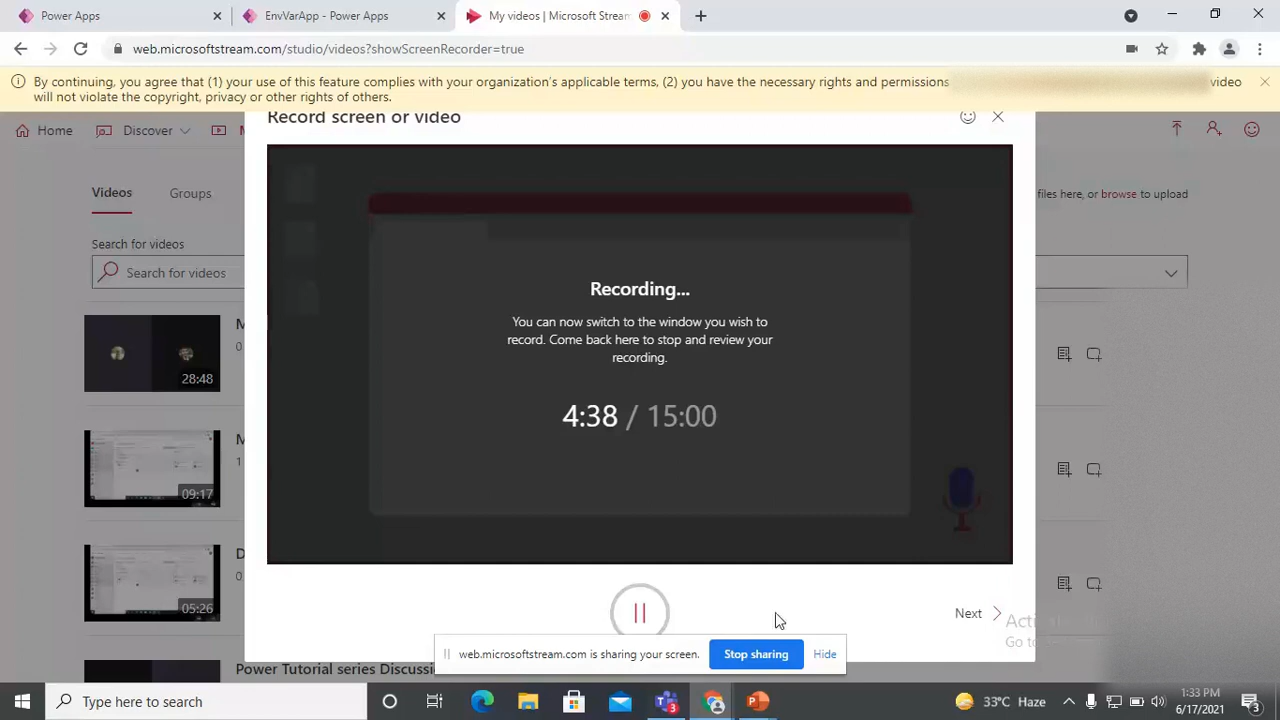 Power Apps
EnvVarApp - Power Apps
My videos | Microsoft Strean
web.microsoftstream.com/studio/videos?showScreenRecorder=true
By continuing, you agree that (1) your use of this feature complies with your organization's applicable terms, (2) you have the necessary rights and permissions video
will not violate the copyright, privacy or other rights of others.
Home
Discover
Record screen or video
Videos
Groups
files here, or browse to upload
Search for videos
Search for videos
Recording...
You can now switch to the window you wish to
record. Come back here to stop and review your
recording.
4:38 / 15:00
28:48
09:17
05:26
Next
Go to
web.microsoftstream.com is sharing your screen.
Stop sharing
Hide
Power Tutorial series Discussi
Type here to search
3
33°C Haze
1:33 PM
6/17/2021
3